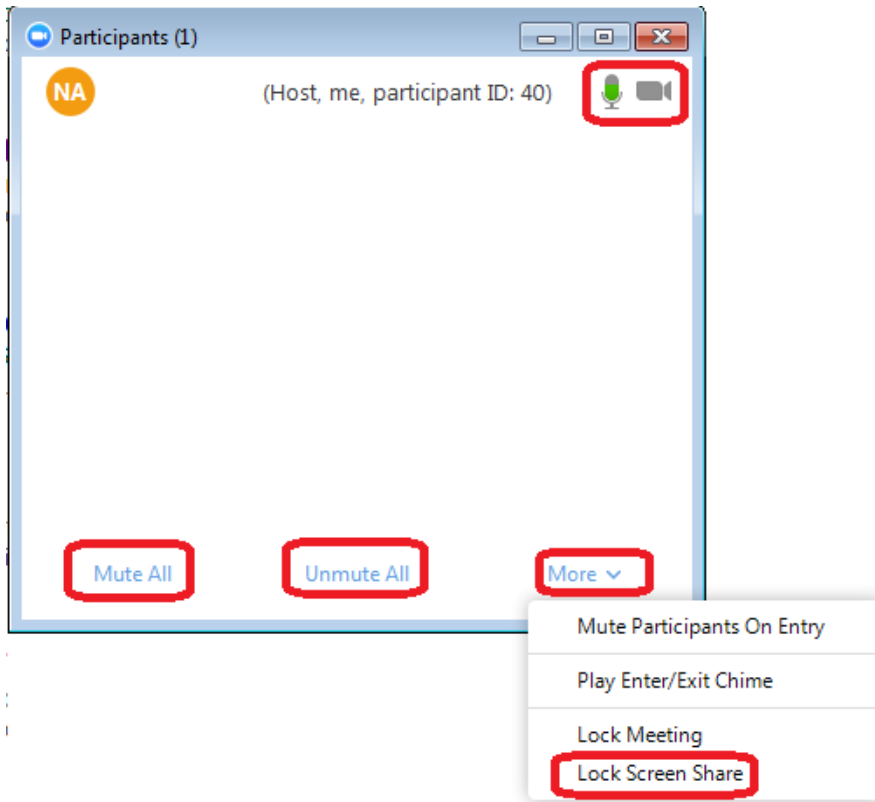 Participants (1)
NA
(Host, me, participant ID: 40)
Mute All
Unmute All
More
Mute Participants On Entry
Play Enter/Exit Chime
Lock Meeting
Lock Screen Share